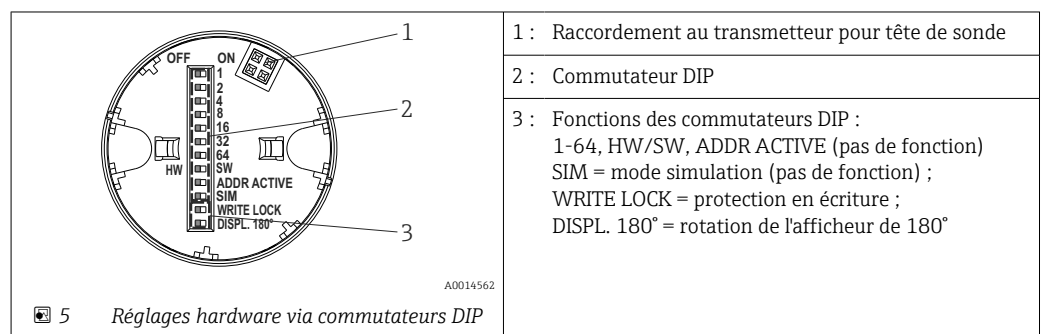 1
OFF ON
1
2
4
8
16
32
64
HW SW
ADDR ACTIVE
SIM
WRITE LOCK
DISPL. 180°
2
3
A0014562
5 Réglages hardware via commutateurs DIP
1 : Raccordement au transmetteur pour tête de sonde
2 : Commutateur DIP
3 : Fonctions des commutateurs DIP :
1-64, HW/SW, ADDR ACTIVE (pas de fonction)
SIM = mode simulation (pas de fonction) ;
WRITE LOCK = protection en écriture ;
DISPL. 180° = rotation de l'afficheur de 180°